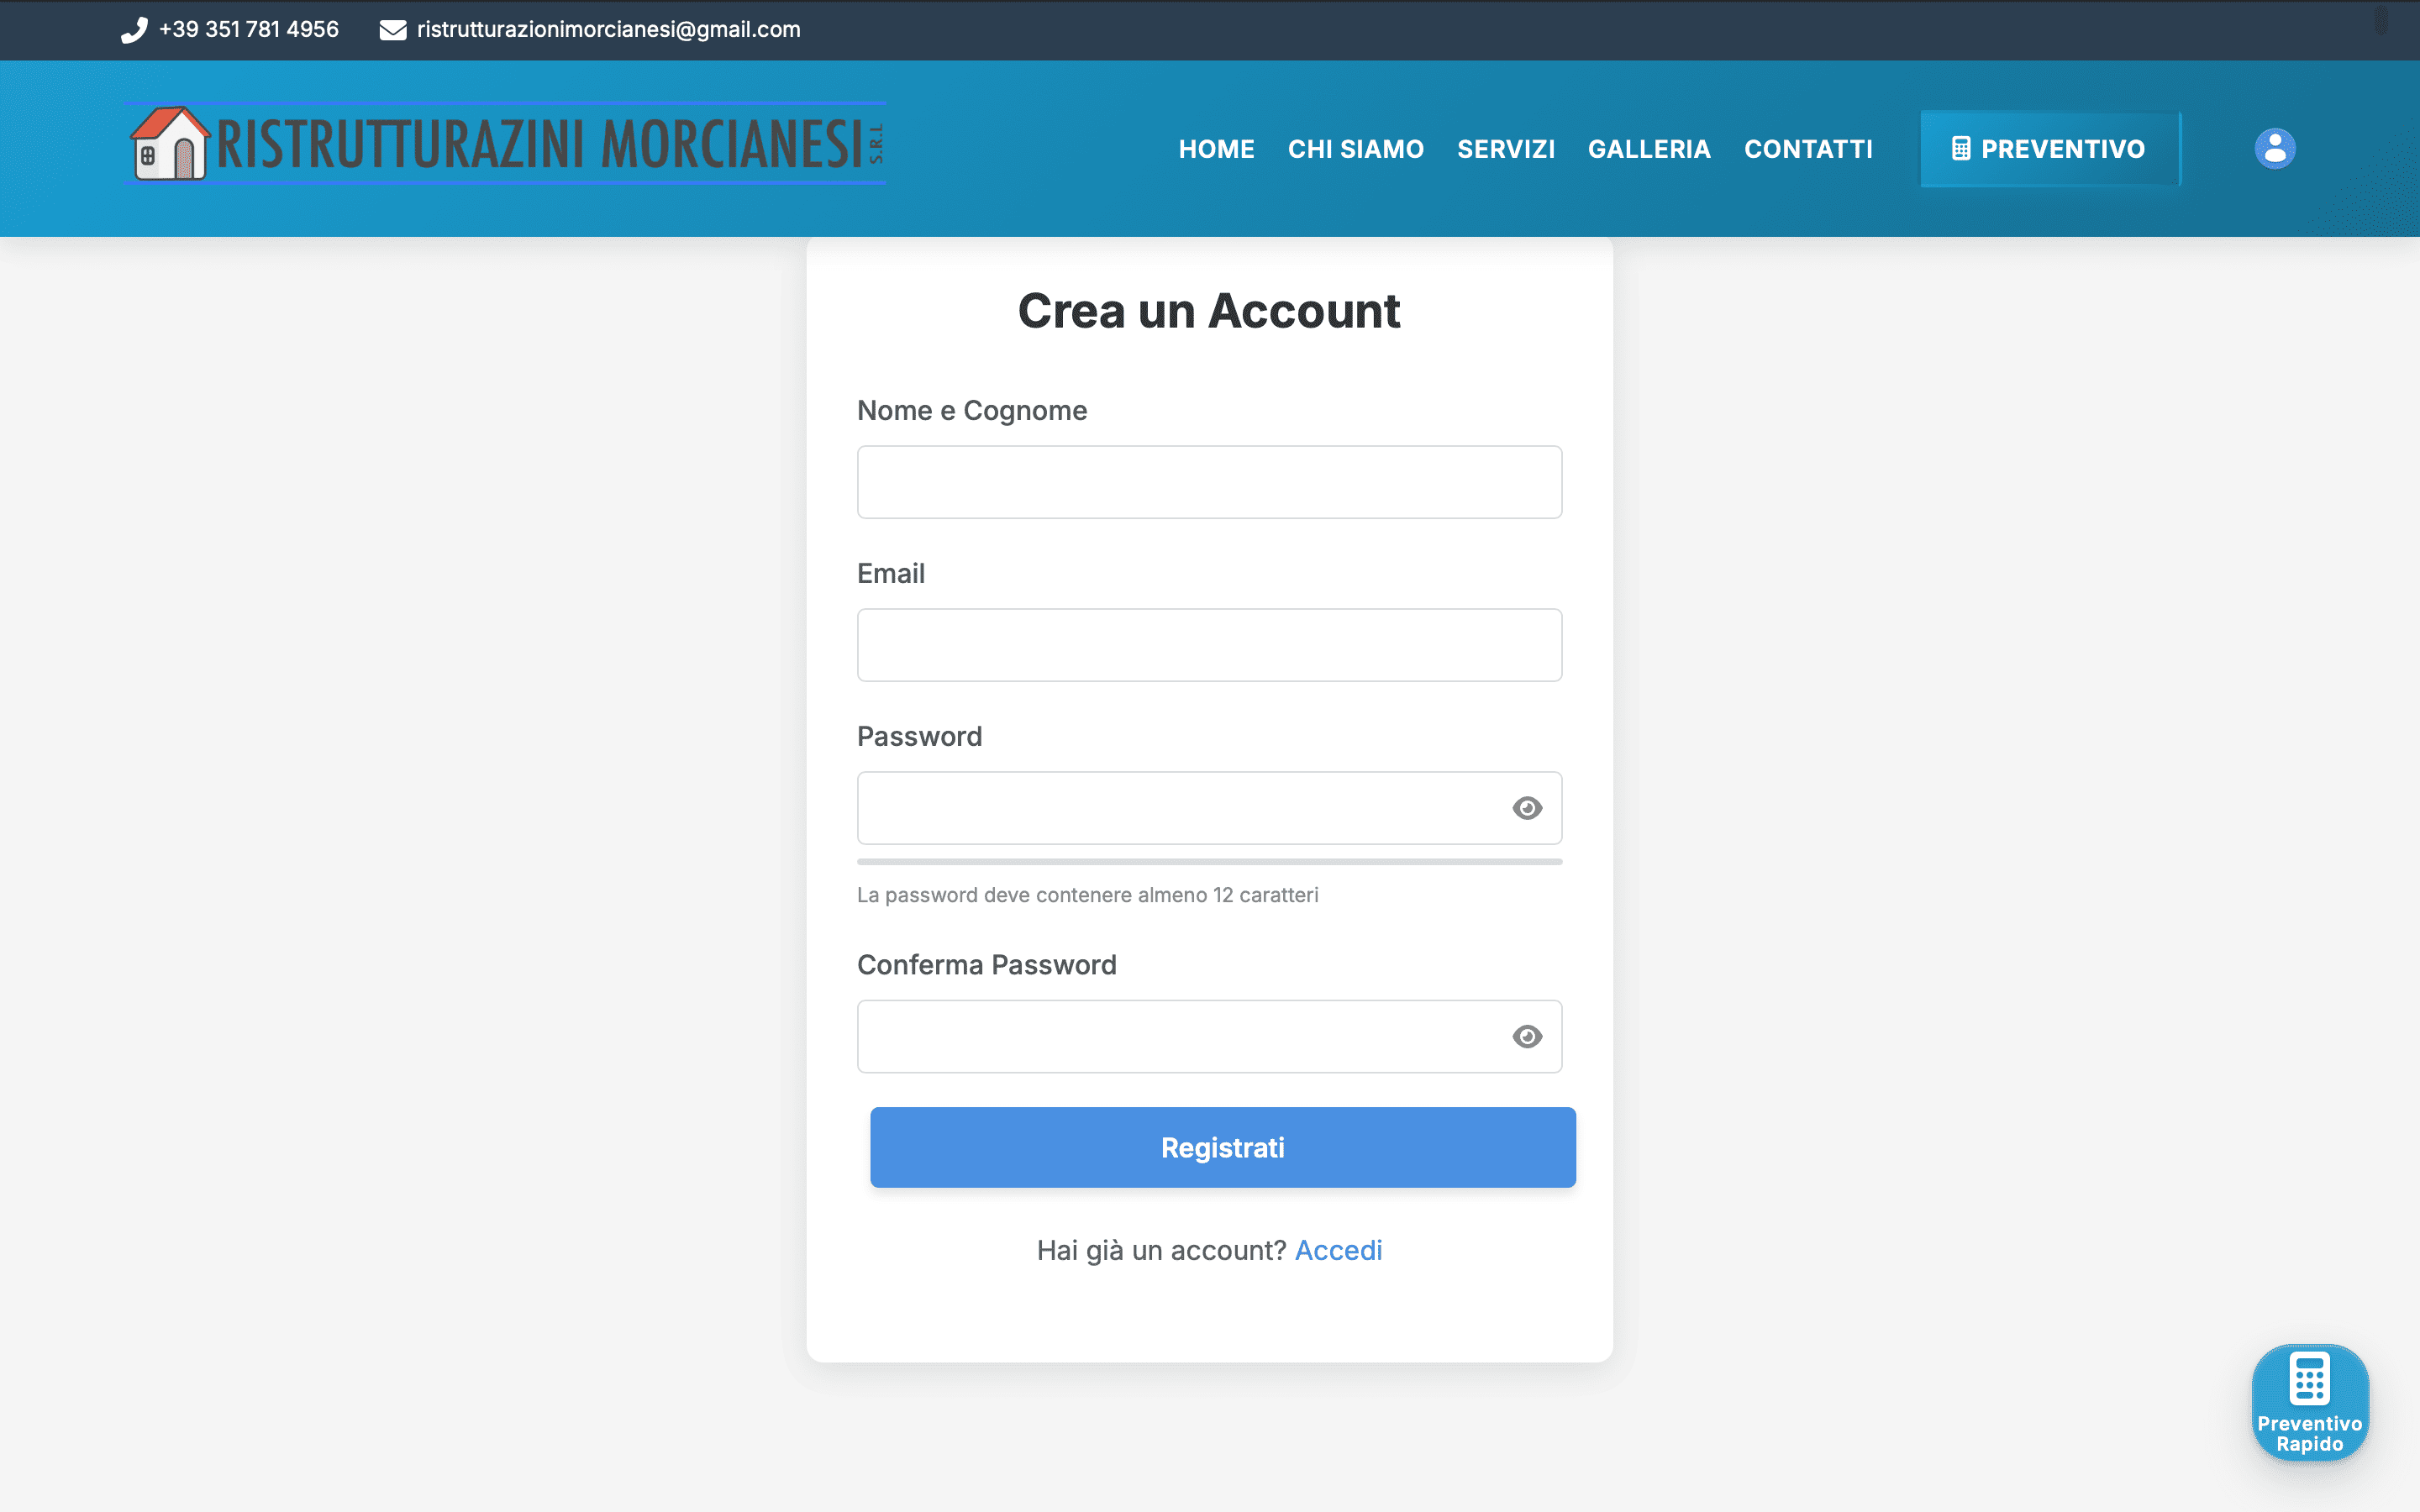 +39 351 781 4956 ristrutturazionimorcianesi@gmail.com
RISTRUTTURAZINI MORCIANESI S.R.L
HOME CHI SIAMO SERVIZI GALLERIA CONTATTI PREVENTIVO
Crea un Account
Nome e Cognome
Email
Password
La password deve contenere almeno 12 caratteri
Conferma Password
Registrati
Hai già un account? Accedi
Preventivo
Rapido